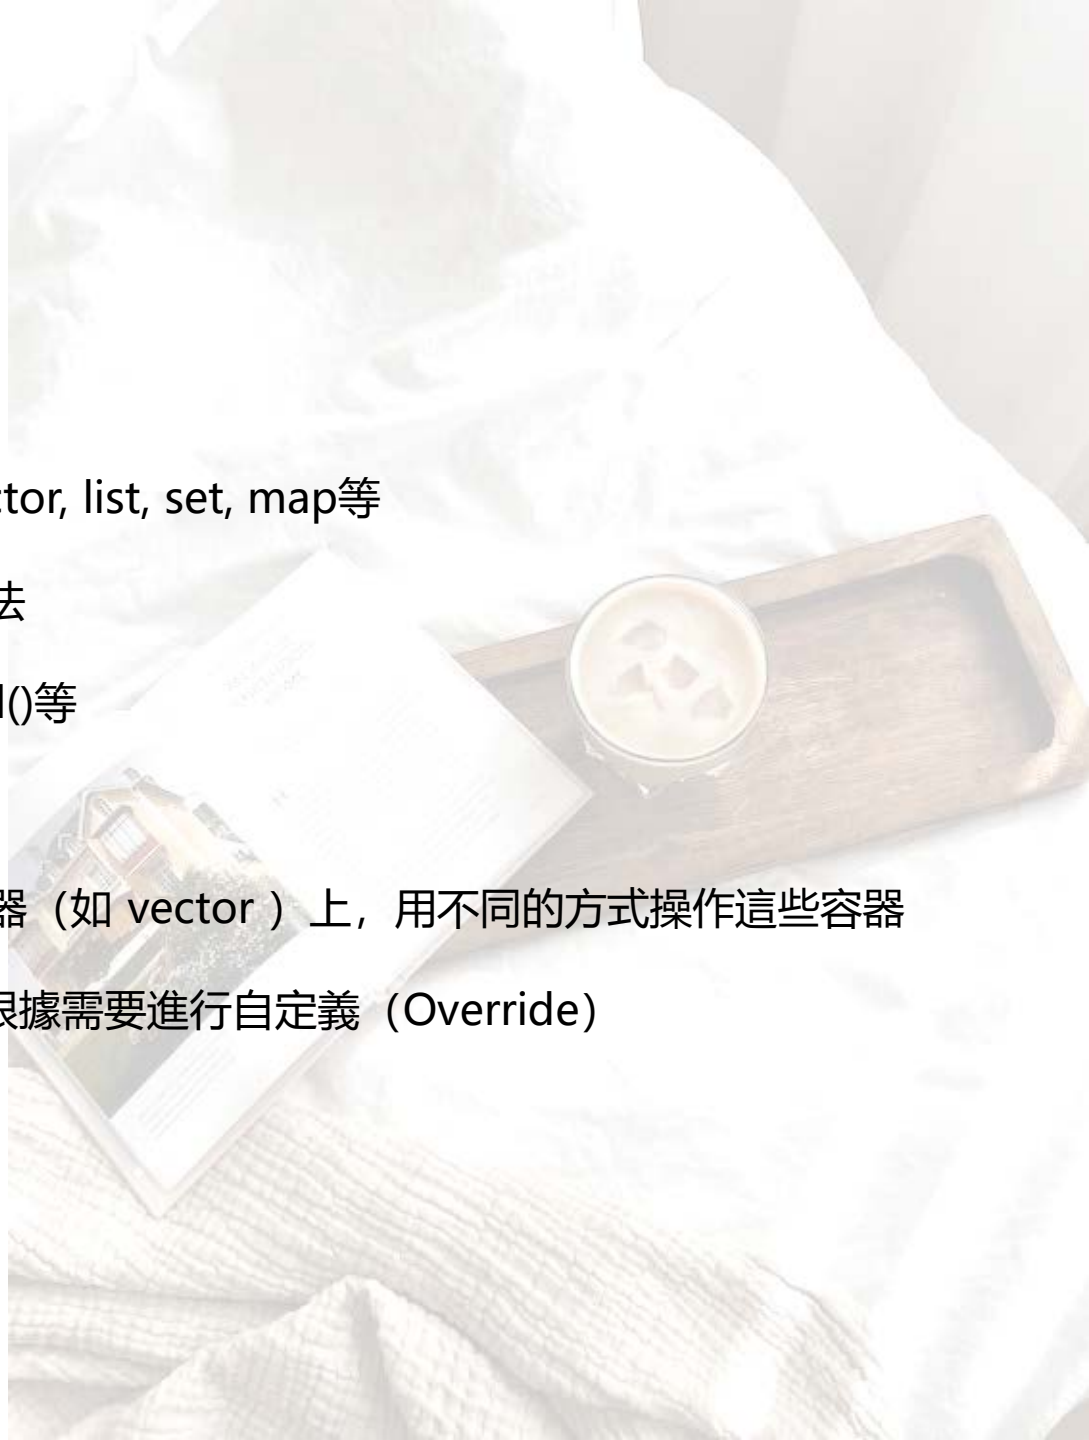 tor, list, set, map等
法
()等
器（如 vector ）上，用不同的方式操作這些容器
根據需要進行自定義（Override）